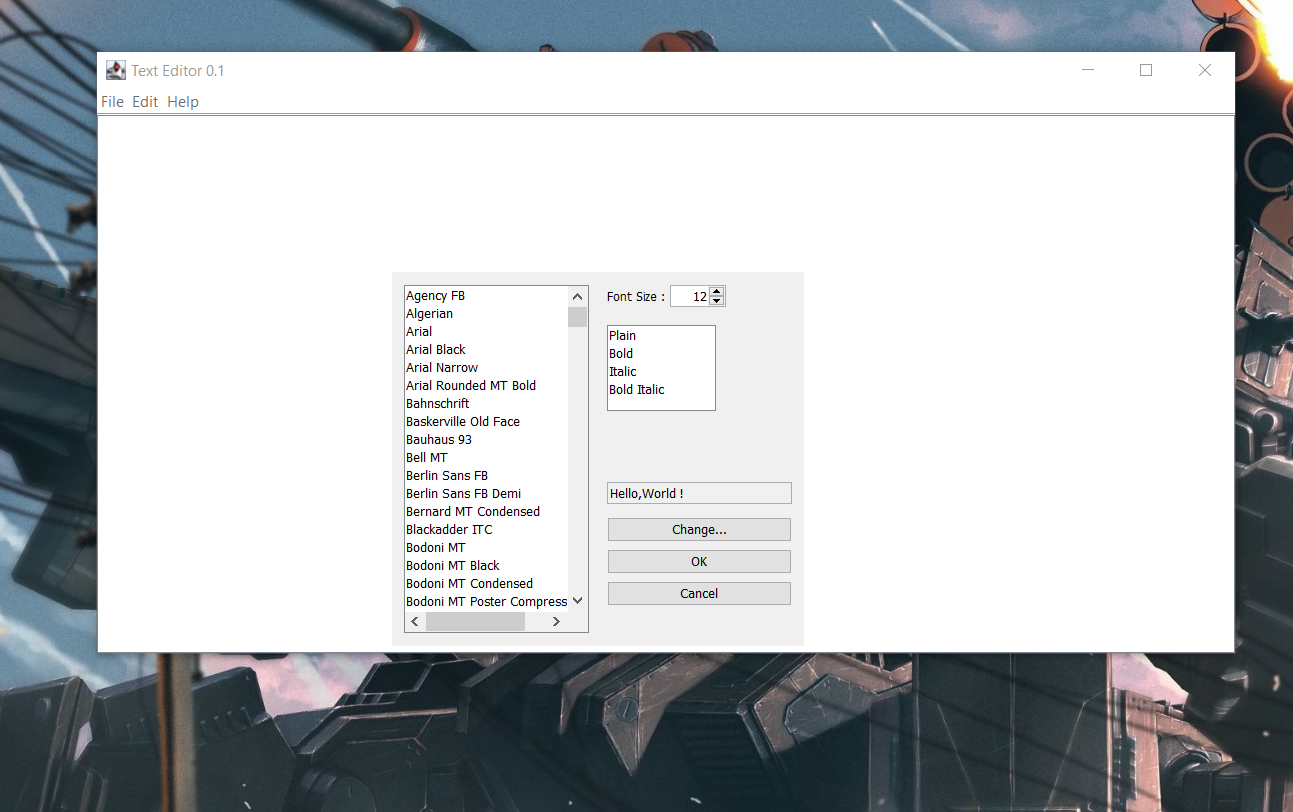 Text Editor 0.1
File Edit Help
Agency FB
Algerian
Arial
Arial Black
Arial Narrow
Arial Rounded MT Bold
Bahnschrift
Baskerville Old Face
Bauhaus 93
Bell MT
Berlin Sans FB
Berlin Sans FB Demi
Bernard MT Condensed
Blackadder ITC
Bodoni MT
Bodoni MT Black
Bodoni MT Condensed
Bodoni MT Poster Compress
Font Size : 12
Plain
Bold
Italic
Bold Italic
Hello,World !
Change...
OK
Cancel